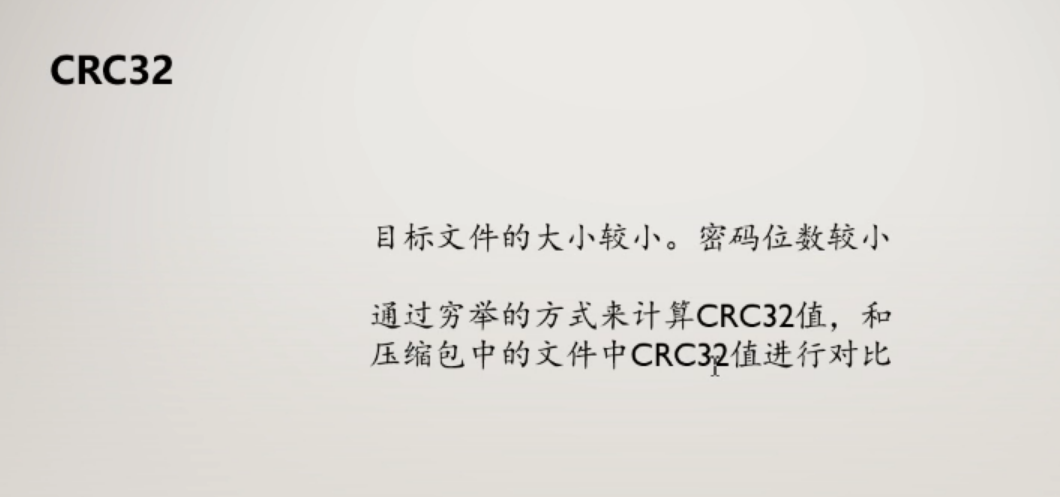 CRC32
目标文件的大小较小。密码位数较小
通过穷举的方式来计算CRC32值，和
压缩包中的文件中CRC32值进行对比